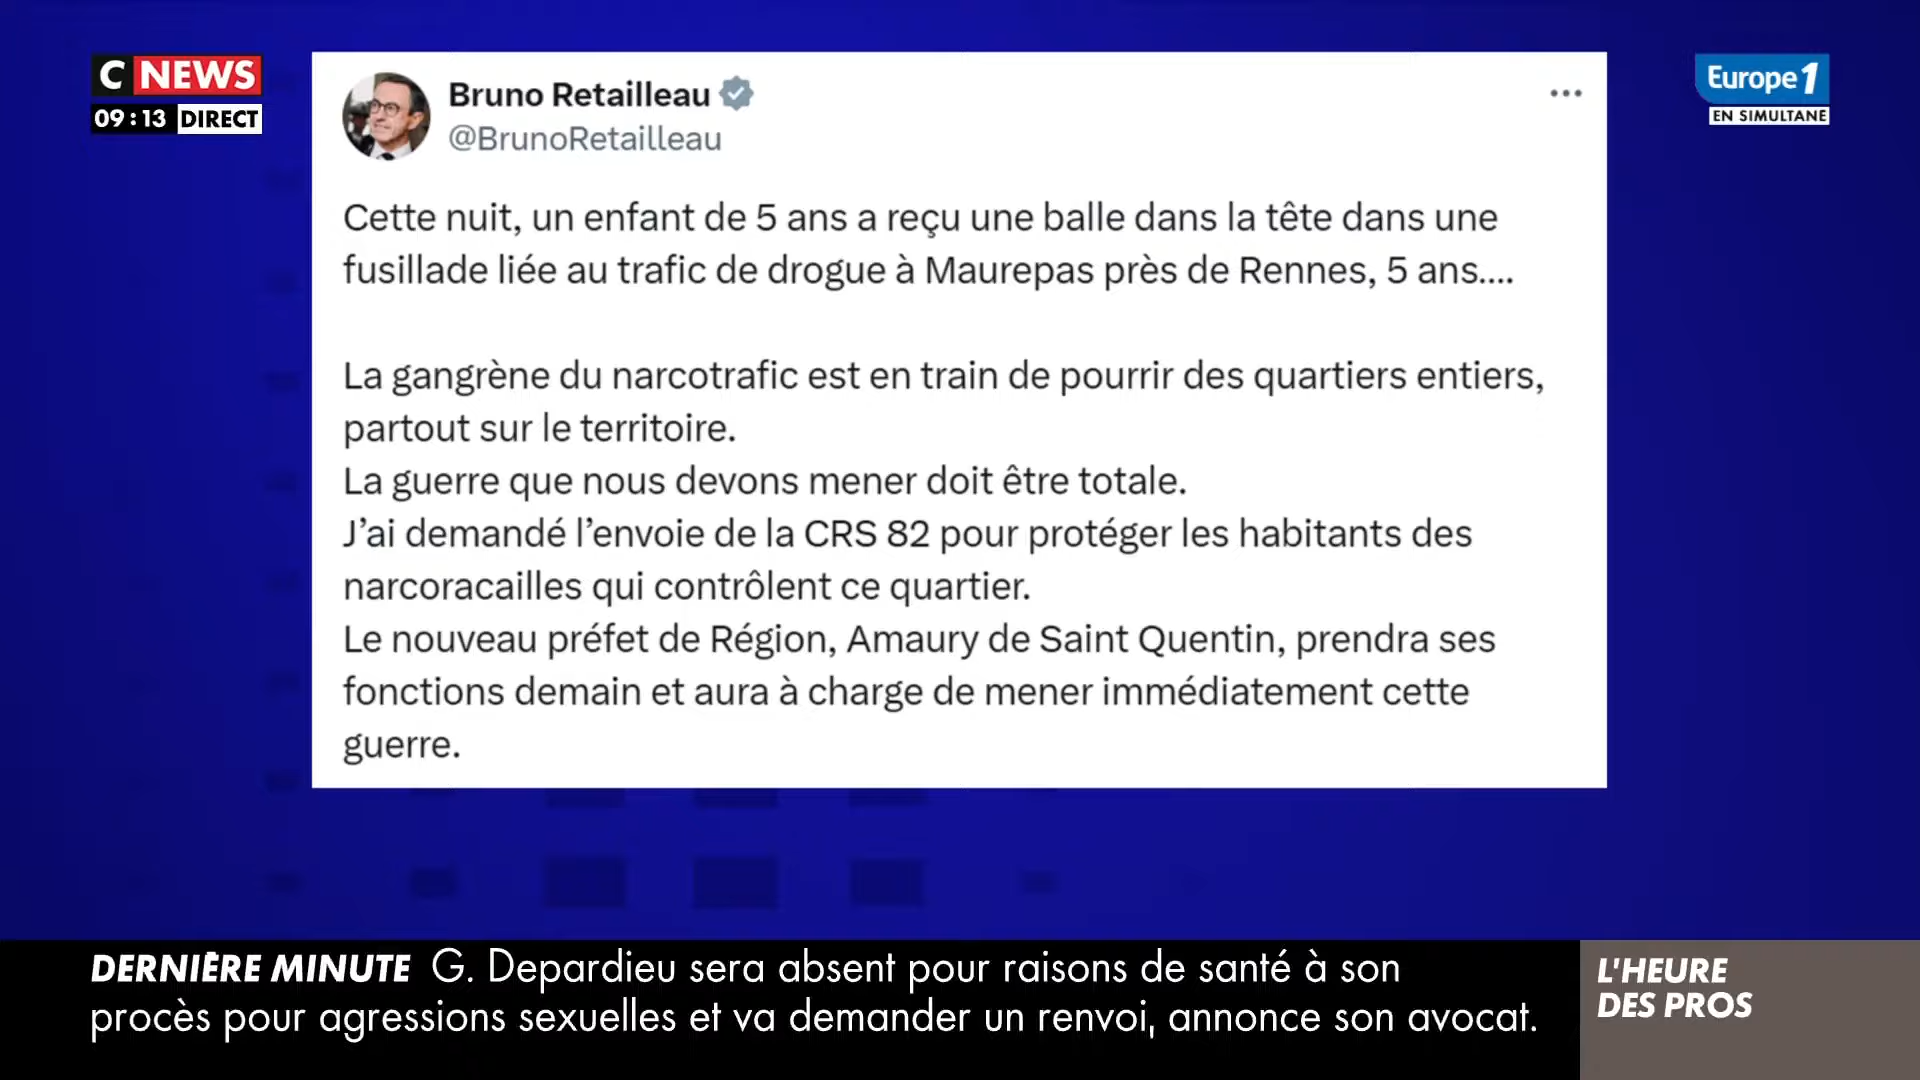 C NEWS
09:13 DIRECT
Europe 1
EN SIMULTANE
Bruno Retailleau
@BrunoRetailleau
Cette nuit, un enfant de 5 ans a reçu une balle dans la tête dans une
fusillade liée au trafic de drogue à Maurepas près de Rennes, 5 ans....
La gangrène du narcotrafic est en train de pourrir des quartiers entiers,
partout sur le territoire.
La guerre que nous devons mener doit être totale.
J’ai demandé l’envoie de la CRS 82 pour protéger les habitants des
narcoracailles qui contrôlent ce quartier.
Le nouveau préfet de Région, Amaury de Saint Quentin, prendra ses
fonctions demain et aura à charge de mener immédiatement cette
guerre.
DERNIÈRE MINUTE G. Depardieu sera absent pour raisons de santé à son
procès pour agressions sexuelles et va demander un renvoi, annonce son avocat.
L'HEURE
DES PROS